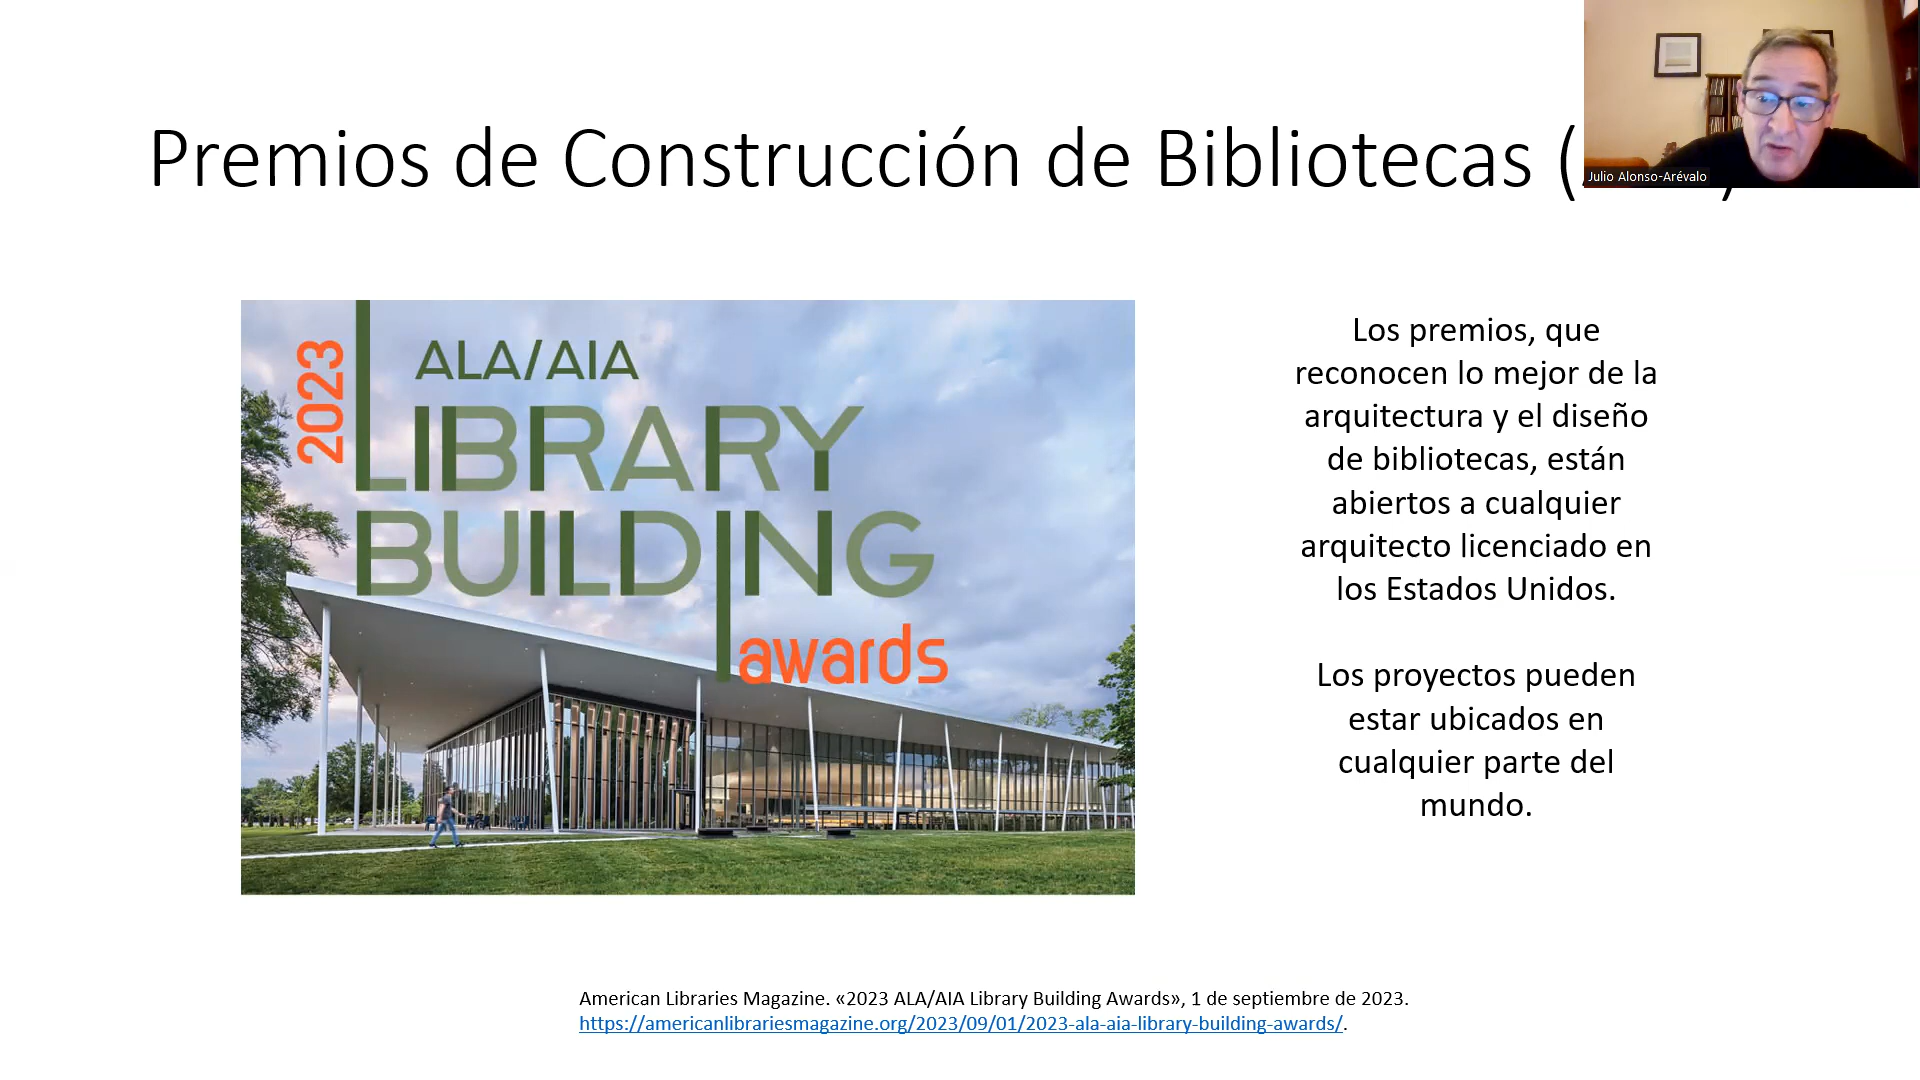 Premios de Construcción de Bibliotecas (
Julio Alonso-Arévalo
2023
ALA/AIA
LIBRARY
BUILDING
awards
Los premios, que
reconocen lo mejor de la
arquitectura y el diseño
de bibliotecas, están
abiertos a cualquier
arquitecto licenciado en
los Estados Unidos.
Los proyectos pueden
estar ubicados en
cualquier parte del
mundo.
American Libraries Magazine. «2023 ALA/AIA Library Building Awards», 1 de septiembre de 2023.
https://americanlibrariesmagazine.org/2023/09/01/2023-ala-aia-library-building-awards/.